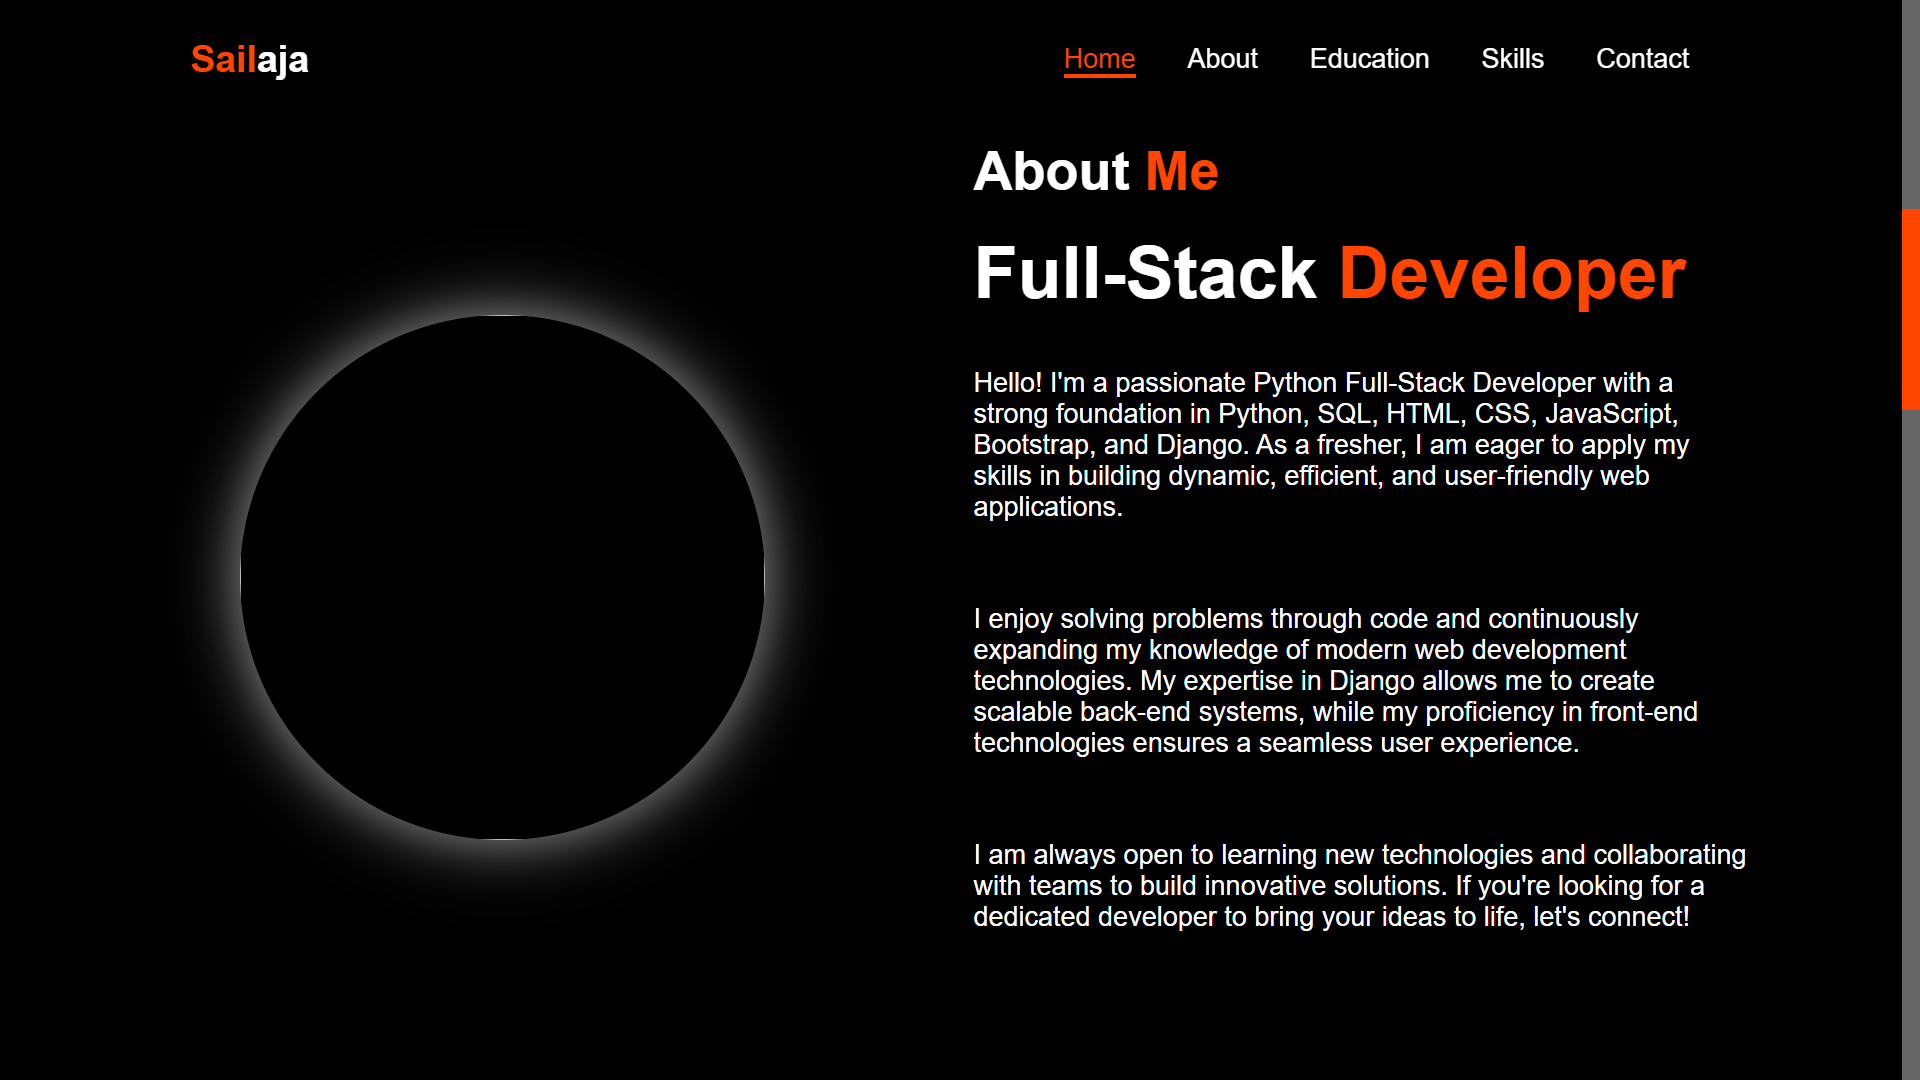 Sailaja
Home About Education Skills Contact
About Me
Full-Stack Developer
Hello! I'm a passionate Python Full-Stack Developer with a
strong foundation in Python, SQL, HTML, CSS, JavaScript,
Bootstrap, and Django. As a fresher, I am eager to apply my
skills in building dynamic, efficient, and user-friendly web
applications.
I enjoy solving problems through code and continuously
expanding my knowledge of modern web development
technologies. My expertise in Django allows me to create
scalable back-end systems, while my proficiency in front-end
technologies ensures a seamless user experience.
I am always open to learning new technologies and collaborating
with teams to build innovative solutions. If you're looking for a
dedicated developer to bring your ideas to life, let's connect!